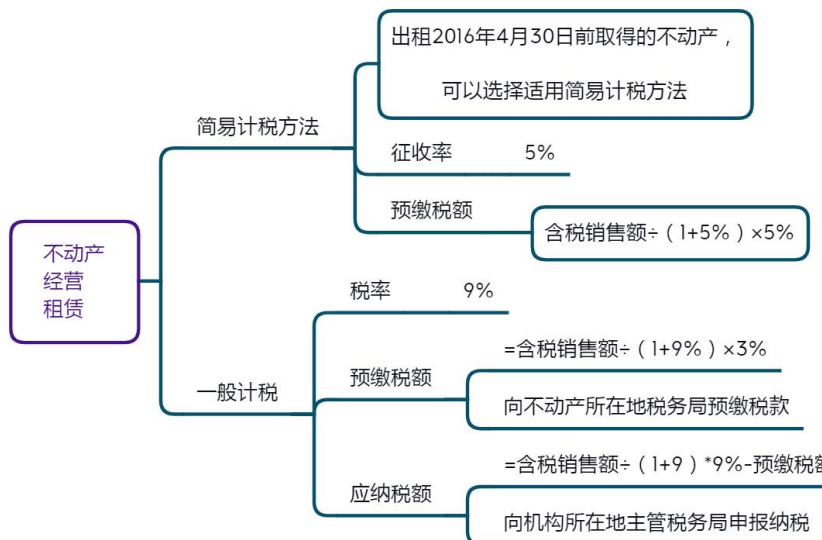 不动产
经营
租赁
简易计税方法
出租2016年4月30日前取得的不动产，
可以选择适用简易计税方法
征收率 5%
预缴税额
含税销售额÷（1+5%）×5%
一般计税
税率 9%
预缴税额
=含税销售额÷（1+9%）×3%
向不动产所在地税务局预缴税款
应纳税额
=含税销售额÷（1+9）*9%-预缴税额
向机构所在地主管税务局申报纳税